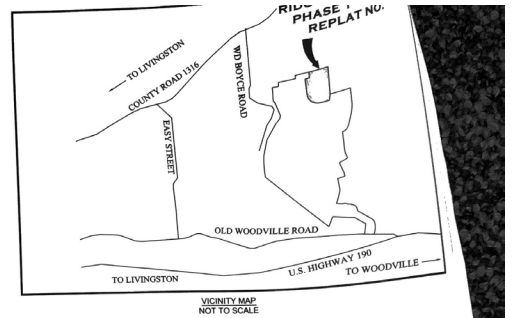 PHASE
REPLAT NO.
TO LIVINGSTON
COUNTY ROAD 1316
WD BOYCE ROAD
EASY STREET
OLD WOODVILLE ROAD
U.S. HIGHWAY 190
TO LIVINGSTON
TO WOODVILLE
VICINITY MAP
NOT TO SCALE